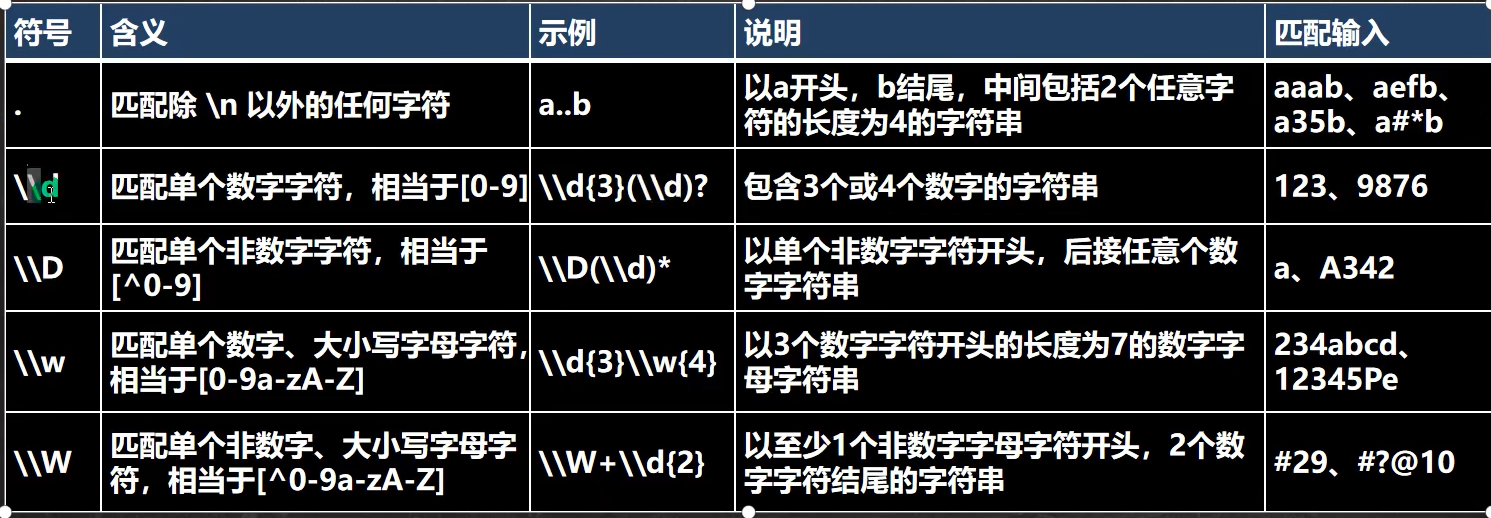 符号 含义 示例 说明 匹配输入
. 匹配除 \n 以外的任何字符 a..b 以a开头，b结尾，中间包括2个任意字
符的长度为4的字符串 aaab、aefb、
a35b、a#*b
\\d 匹配单个数字字符，相当于[0-9] \\d{3}(\\d)? 包含3个或4个数字的字符串 123、9876
\\D 匹配单个非数字字符，相当于
[^0-9] \\D(\\d)* 以单个非数字字符开头，后接任意个数
字字符串 a、A342
\\w 匹配单个数字、大小写字母字符，
相当于[0-9a-zA-Z] \\d{3}\\w{4} 以3个数字字符开头的长度为7的数字字
母字符串 234abcd、
12345Pe
\\W 匹配单个非数字、大小写字母字
符，相当于[^0-9a-zA-Z] \\W+\\d{2} 以至少1个非数字字母字符开头，2个数
字字符结尾的字符串 #29、#?@10